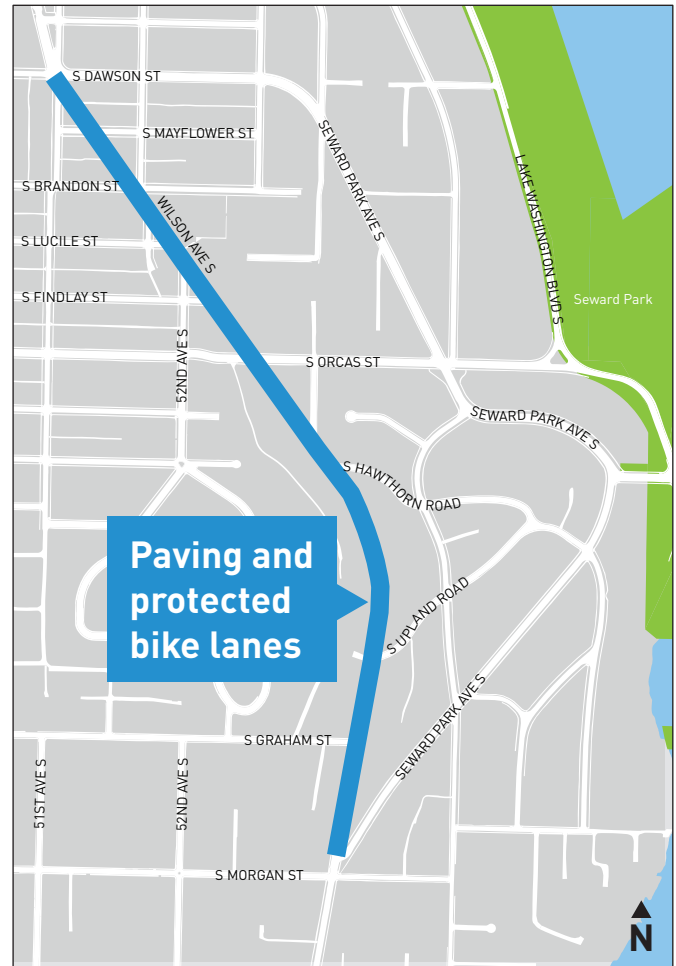 S DAWSON ST
S MAYFLOWER ST
SEWARD PARK AVE S
LAKE WASHINGTON BLVD S
S BRANDON ST
WILSON AVE S
S LUCILE ST
S FINDLAY ST
Seward Park
52ND AVE S
S ORCAS ST
SEWARD PARK AVE S
S HAWTHORN ROAD
Paving and
protected
bike lanes
S UPLAND ROAD
SEWARD PARK AVE S
S GRAHAM ST
51ST AVE S
52ND AVE S
S MORGAN ST
N